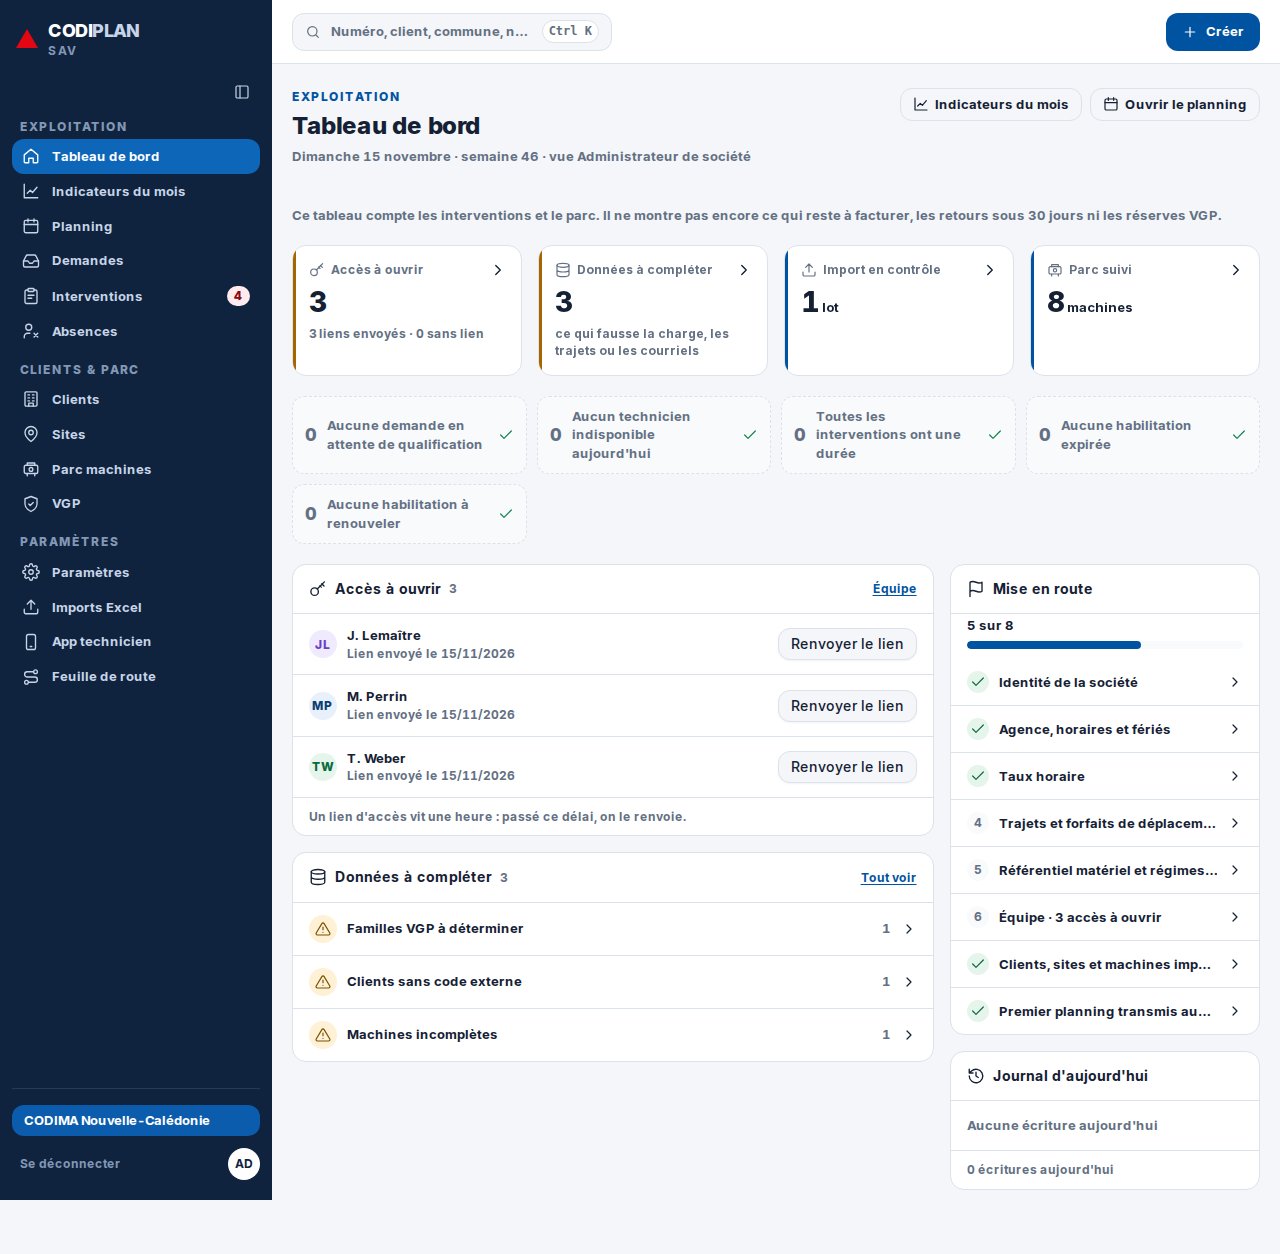 CODIPLAN
SAV
EXPLOITATION
Tableau de bord
Indicateurs du mois
Planning
Demandes
Interventions 4
Absences
CLIENTS & PARC
Clients
Sites
Parc machines
VGP
PARAMÈTRES
Paramètres
Imports Excel
App technicien
Feuille de route
CODIMA Nouvelle-Calédonie
Se déconnecter AD
Numéro, client, commune, n... Ctrl K
Créer
EXPLOITATION
Tableau de bord
Dimanche 15 novembre · semaine 46 · vue Administrateur de société
Indicateurs du mois
Ouvrir le planning
Ce tableau compte les interventions et le parc. Il ne montre pas encore ce qui reste à facturer, les retours sous 30 jours ni les réserves VGP.
Accès à ouvrir
3
3 liens envoyés · 0 sans lien
Données à compléter
3
ce qui fausse la charge, les
trajets ou les courriels
Import en contrôle
1 lot
Parc suivi
8 machines
0 Aucune demande en
attente de qualification
0 Aucun technicien
indisponible
aujourd'hui
0 Toutes les
interventions ont une
durée
0 Aucune habilitation
expirée
0 Aucune habilitation à
renouveler
Accès à ouvrir 3 Équipe
JL J. Lemaître
Lien envoyé le 15/11/2026
Renvoyer le lien
MP M. Perrin
Lien envoyé le 15/11/2026
Renvoyer le lien
TW T. Weber
Lien envoyé le 15/11/2026
Renvoyer le lien
Un lien d'accès vit une heure : passé ce délai, on le renvoie.
Données à compléter 3 Tout voir
Familles VGP à déterminer 1
Clients sans code externe 1
Machines incomplètes 1
Mise en route
5 sur 8
Identité de la société
Agence, horaires et fériés
Taux horaire
4 Trajets et forfaits de déplacem...
5 Référentiel matériel et régimes...
6 Équipe · 3 accès à ouvrir
Clients, sites et machines imp...
Premier planning transmis au...
Journal d'aujourd'hui
Aucune écriture aujourd'hui
0 écritures aujourd'hui